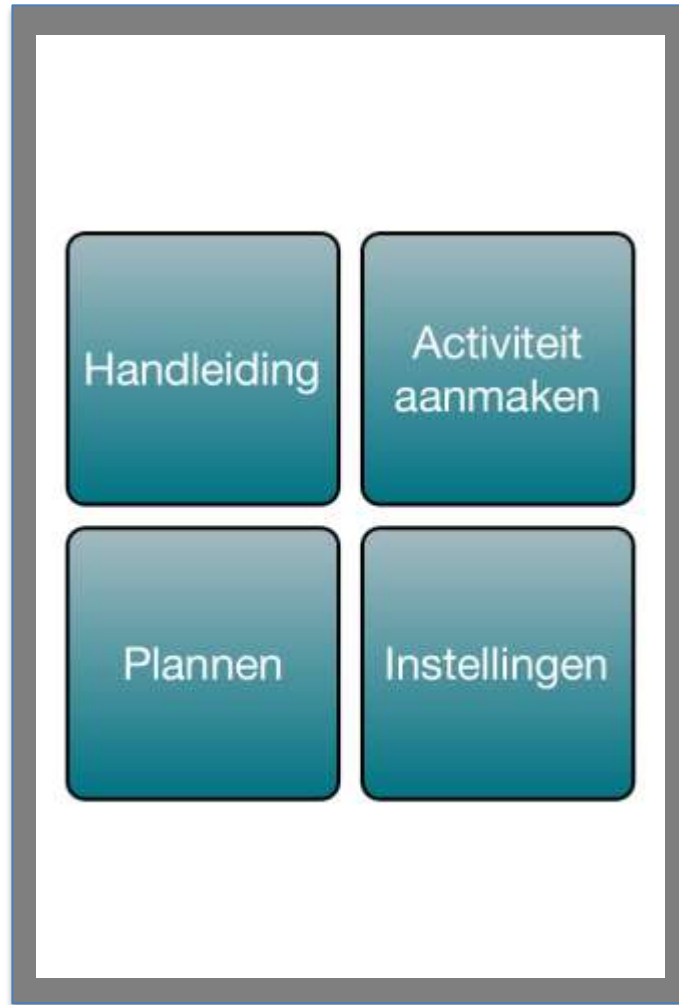 Handleiding
Activiteit
aanmaken
Plannen
Instellingen